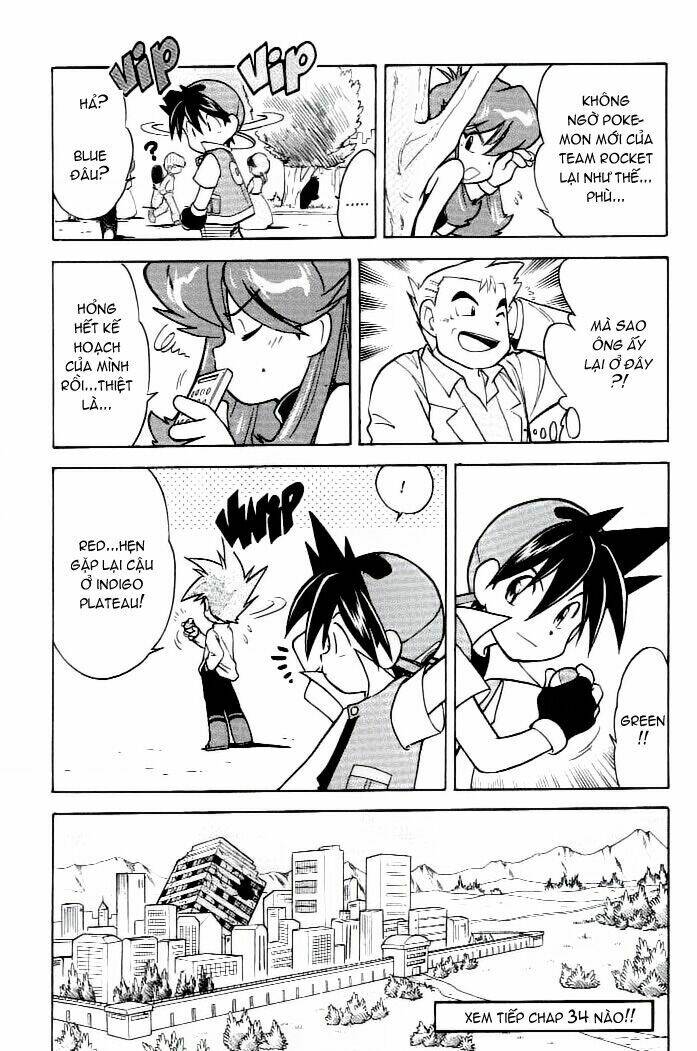 VIP
VIP
HẢ?
BLUE
ĐÂU?
?
......
KHÔNG
NGỜ POKE-
MON MỚI CỦA
TEAM ROCKET
LẠI NHƯ THẾ...
PHÙ...
HỎNG
HẾT KẾ
HOẠCH
CỦA MÌNH
RỒI...THIỆT
LÀ...
MÀ SAO
ÔNG ẤY
LẠI Ở ĐÂY
?!
RED...HẸN
GẶP LẠI CẬU
Ở INDIGO
PLATEAU!
VWIP
!
GREEN
!!
XEM TIẾP CHAP 34 NÀO!!